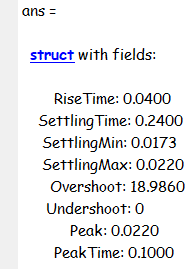 ans =
struct with fields:
RiseTime: 0.0400
SettlingTime: 0.2400
SettlingMin: 0.0173
SettlingMax: 0.0220
Overshoot: 18.9860
Undershoot: 0
Peak: 0.0220
PeakTime: 0.1000